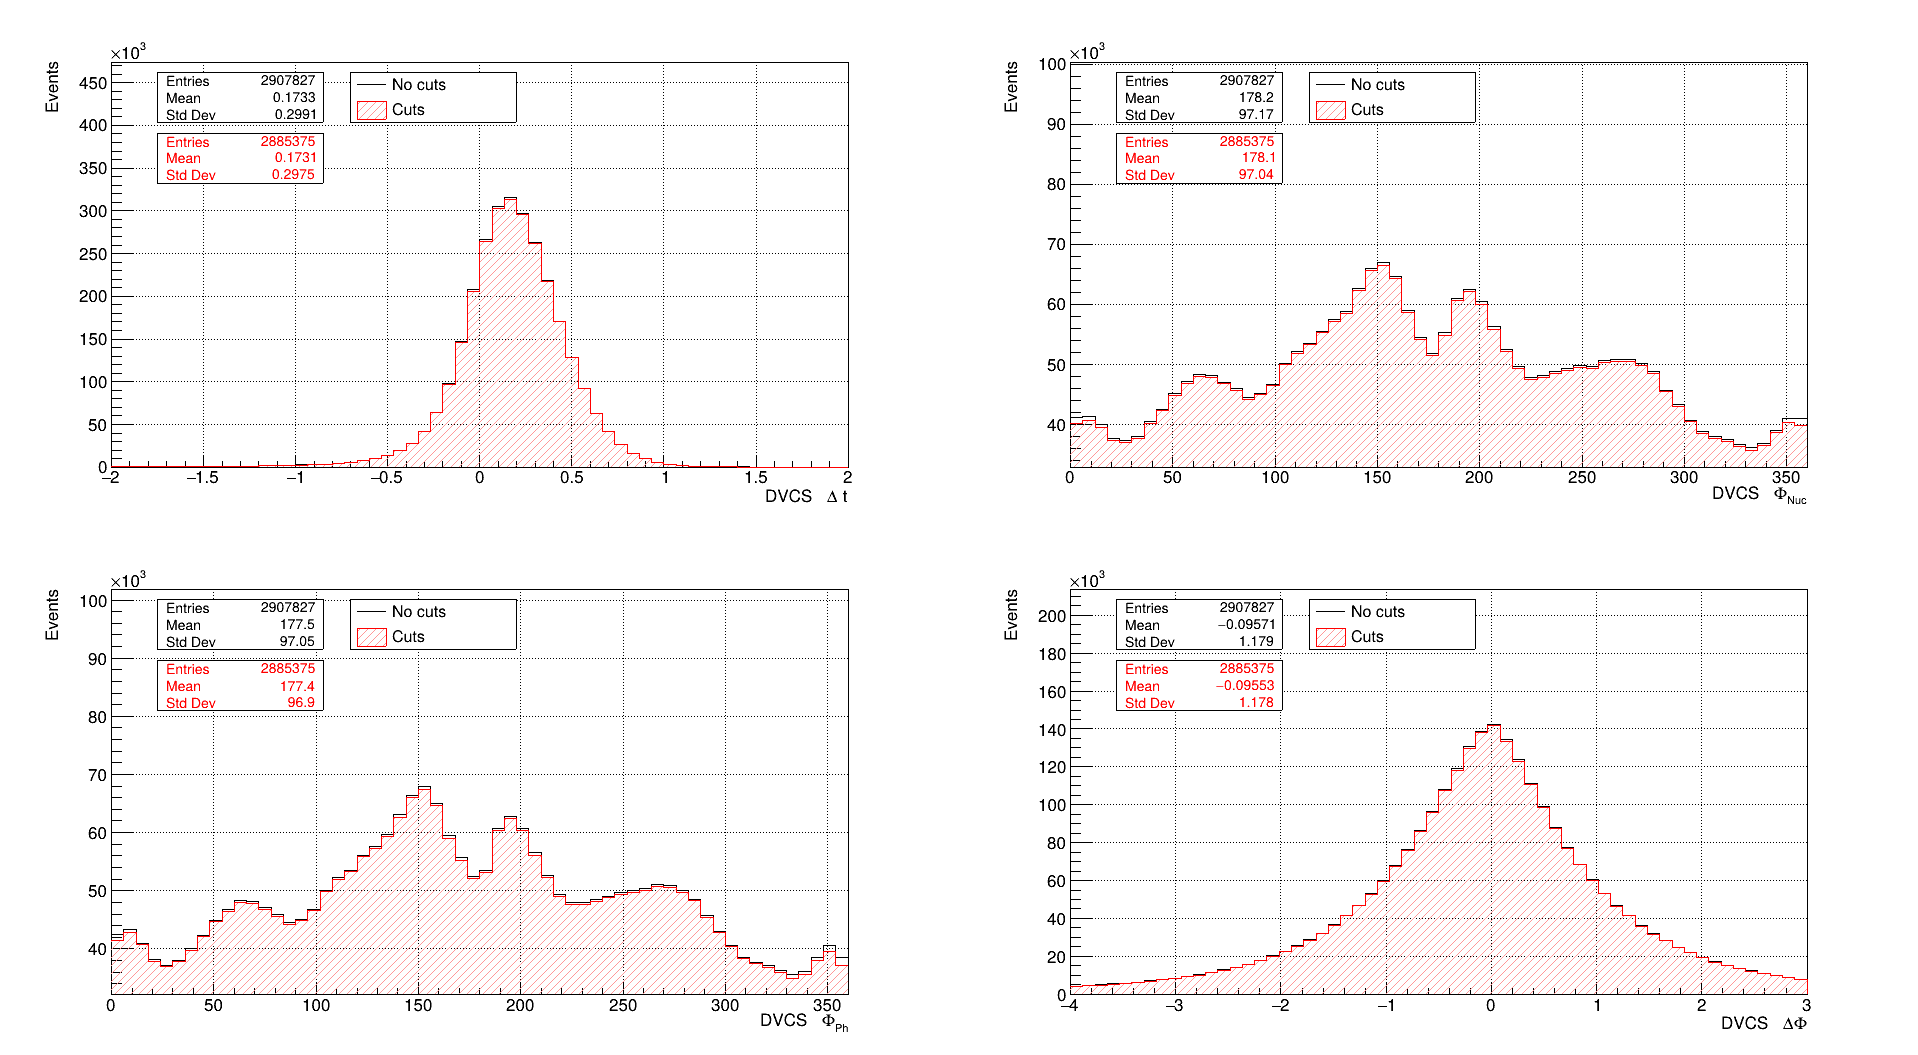 ×10³
Events
Entries 2907827
Mean 0.1733
Std Dev 0.2991
Entries 2885375
Mean 0.1731
Std Dev 0.2975
No cuts
Cuts
450
400
350
300
250
200
150
100
50
0
−2 −1.5 −1 −0.5 0 0.5 1 1.5 2
DVCS Δ t
×10³
Events
Entries 2907827
Mean 178.2
Std Dev 97.17
Entries 2885375
Mean 178.1
Std Dev 97.04
No cuts
Cuts
100
90
80
70
60
50
40
0 50 100 150 200 250 300 350
DVCS Φ_Nuc
×10³
Events
Entries 2907827
Mean 177.5
Std Dev 97.05
Entries 2885375
Mean 177.4
Std Dev 96.9
No cuts
Cuts
100
90
80
70
60
50
40
0 50 100 150 200 250 300 350
DVCS Φ_Ph
×10³
Events
Entries 2907827
Mean −0.09571
Std Dev 1.179
Entries 2885375
Mean −0.09553
Std Dev 1.178
No cuts
Cuts
200
180
160
140
120
100
80
60
40
20
0
−4 −3 −2 −1 0 1 2 3
DVCS ΔΦ